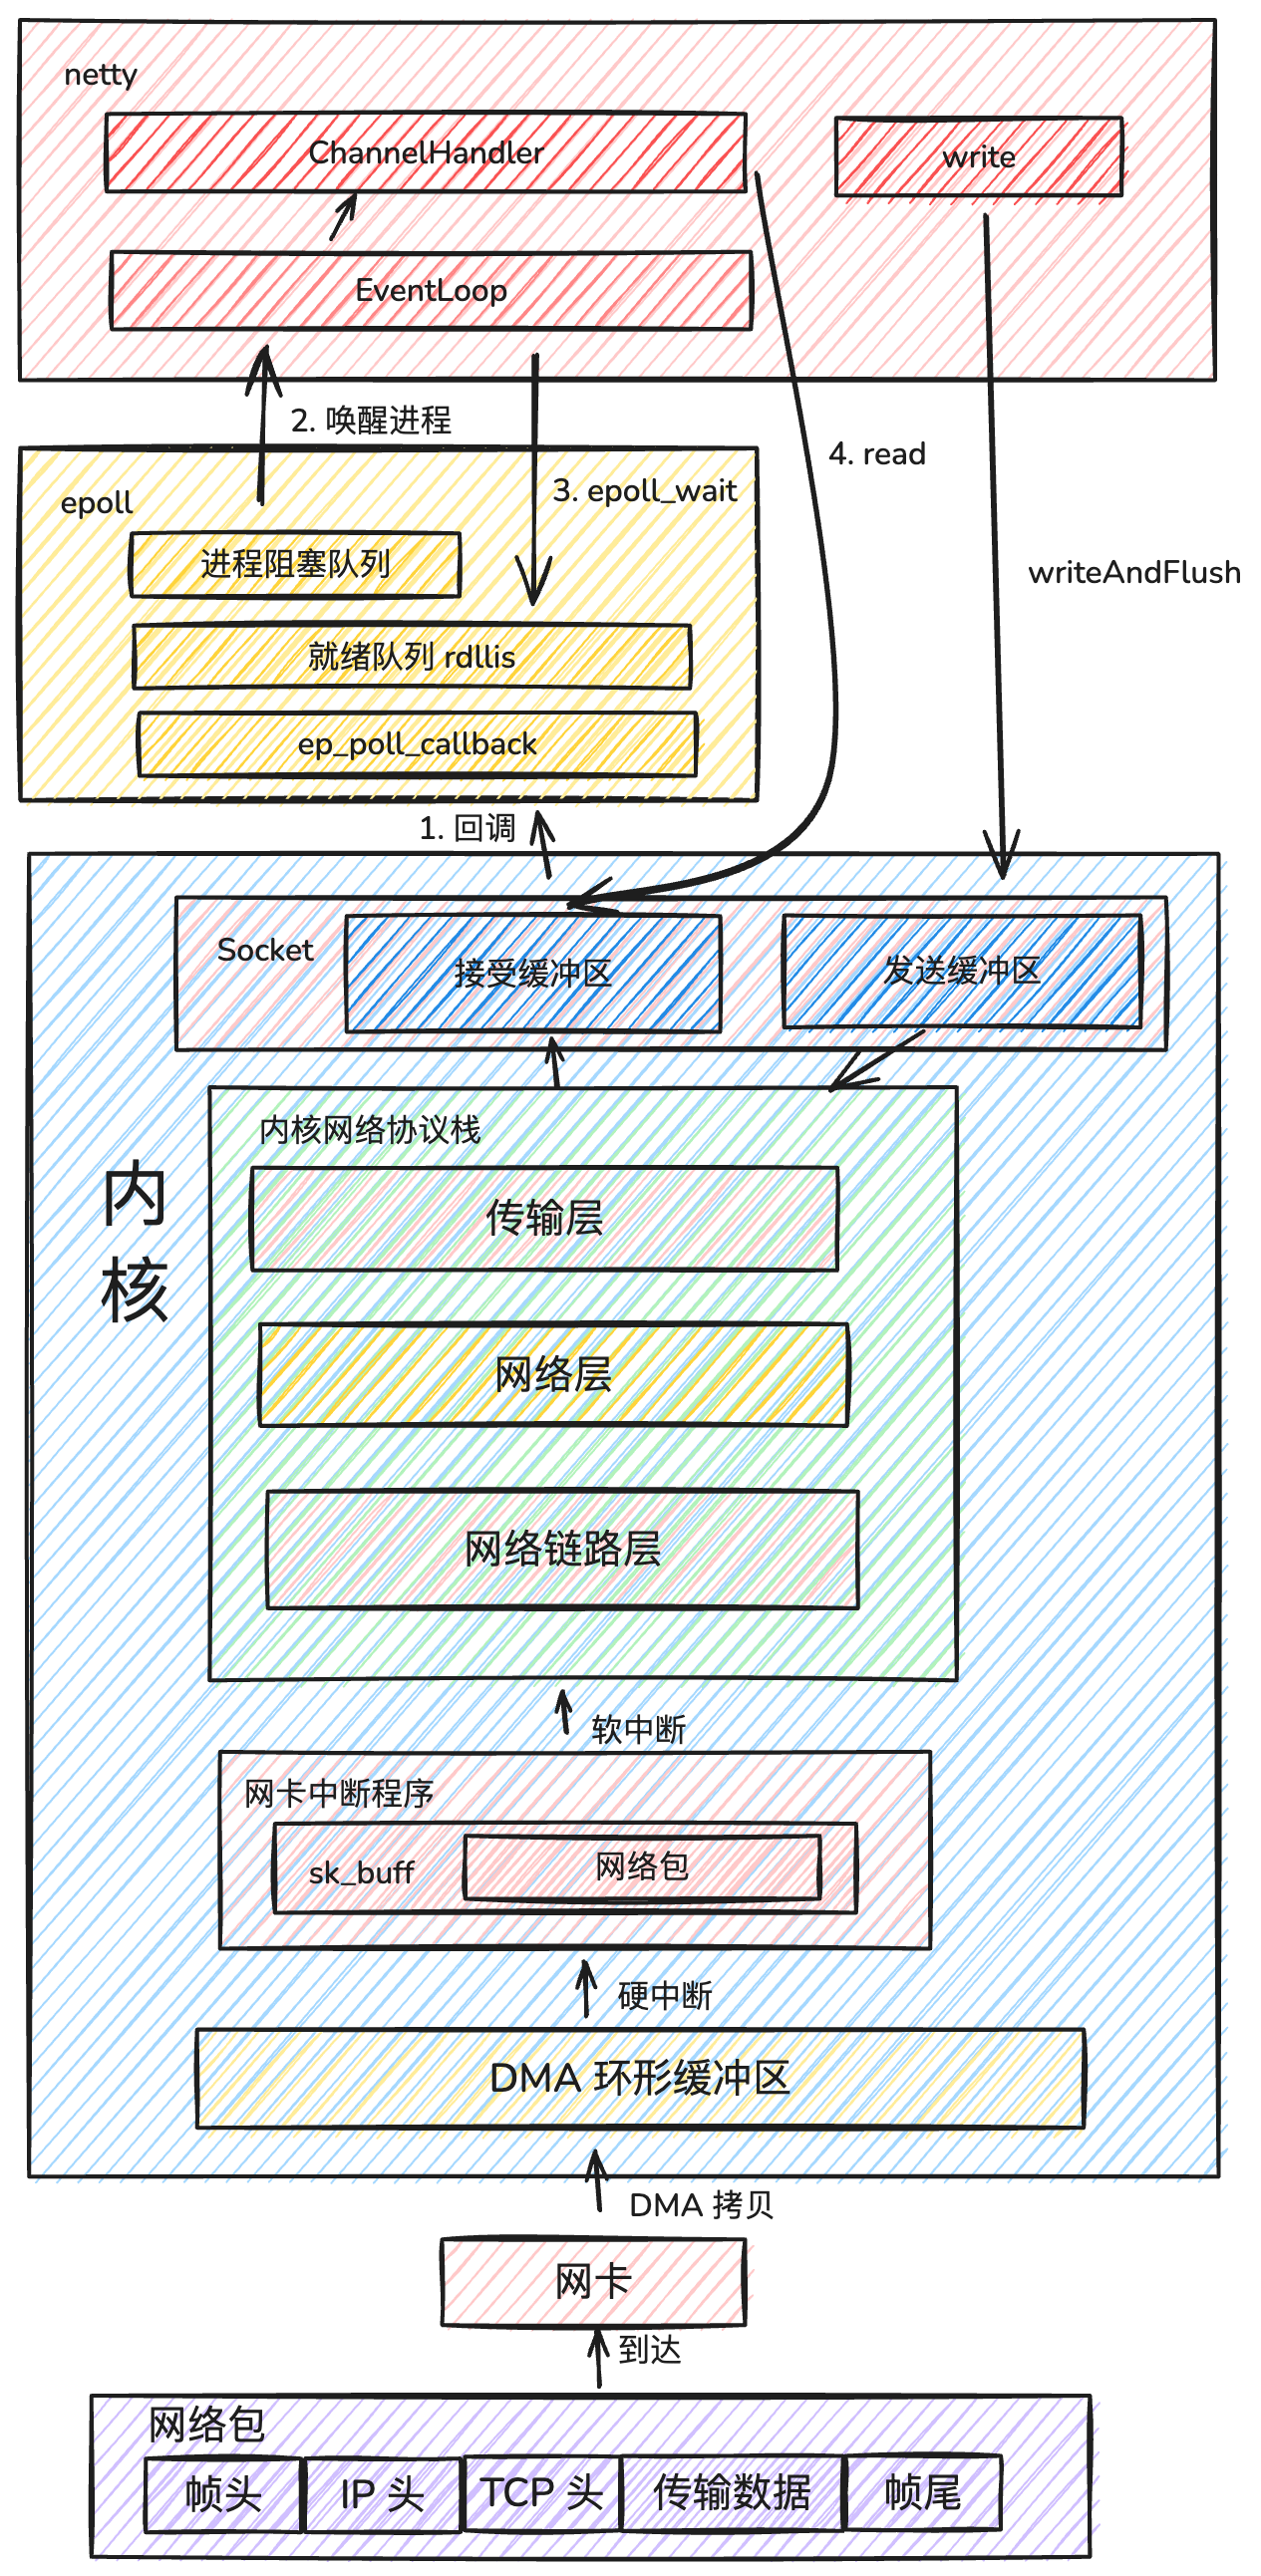 netty
ChannelHandler
write
EventLoop
2. 唤醒进程
4. read
epoll
3. epoll_wait
进程阻塞队列
writeAndFlush
就绪队列 rdllis
ep_poll_callback
1. 回调
Socket
接受缓冲区
发送缓冲区
内核网络协议栈
内
核
传输层
网络层
网络链路层
软中断
网卡中断程序
sk_buff
网络包
硬中断
DMA 环形缓冲区
DMA 拷贝
网卡
到达
网络包
帧头 IP 头 TCP 头 传输数据 帧尾